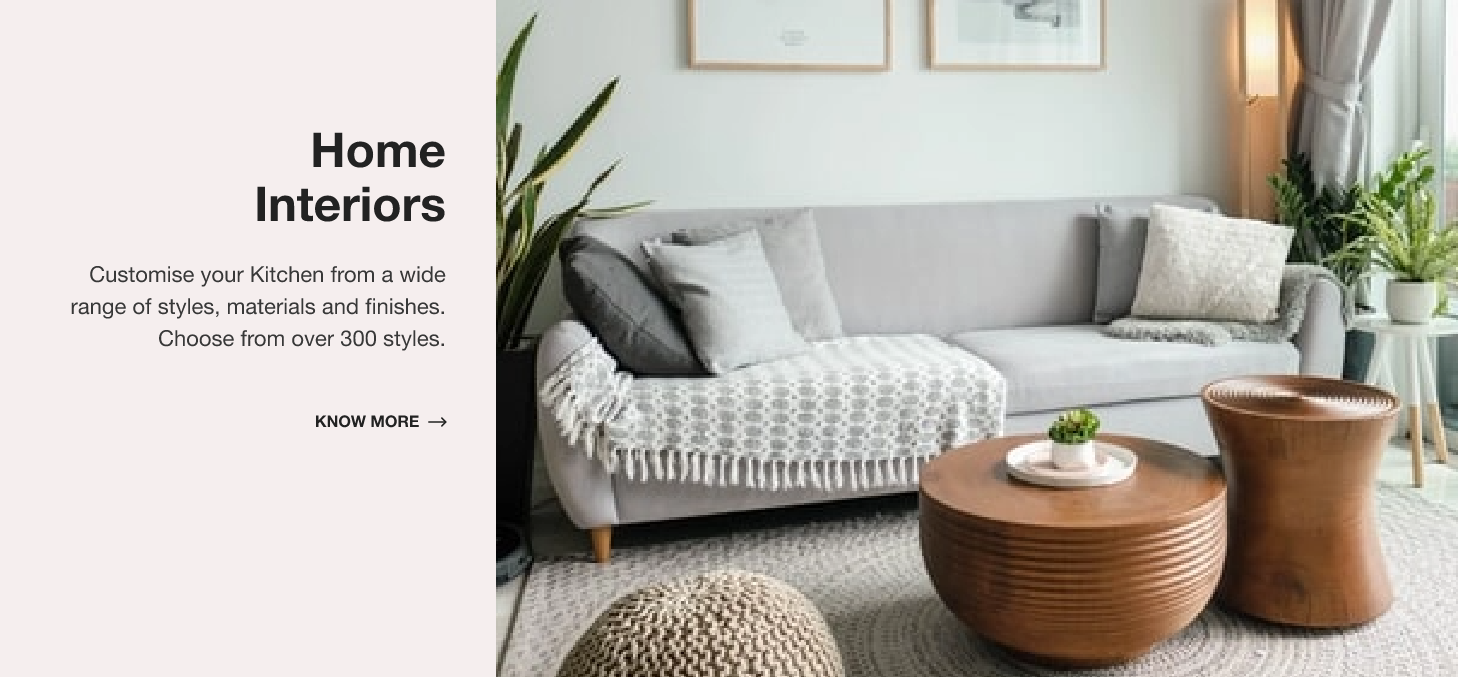 Home
Interiors
Customise your Kitchen from a wide
range of styles, materials and finishes.
Choose from over 300 styles.
KNOW MORE →